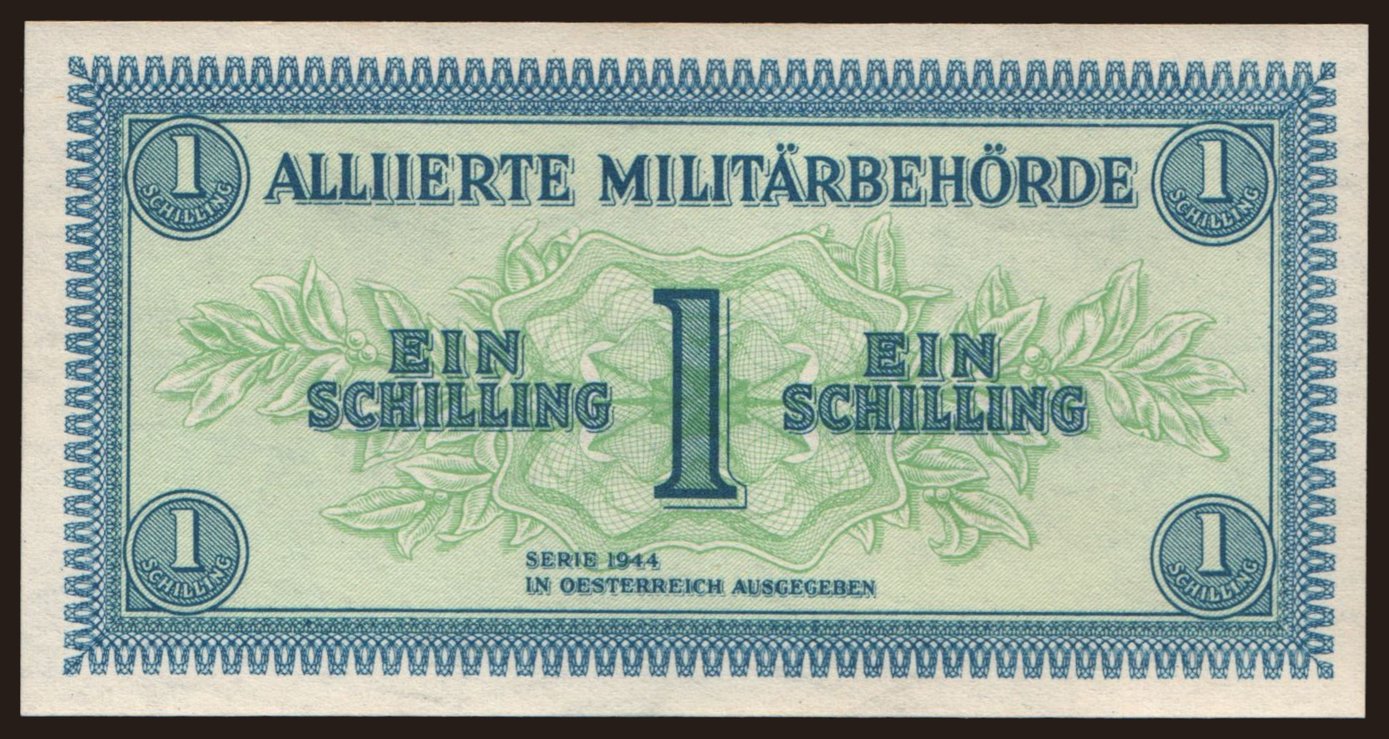 1
SCHILLING
ALLIIERTE MILITÄRBEHÖRDE
1
SCHILLING
EIN
SCHILLING
1
EIN
SCHILLING
1
SCHILLING
SERIE 1944
IN OESTERREICH AUSGEGEBEN
1
SCHILLING